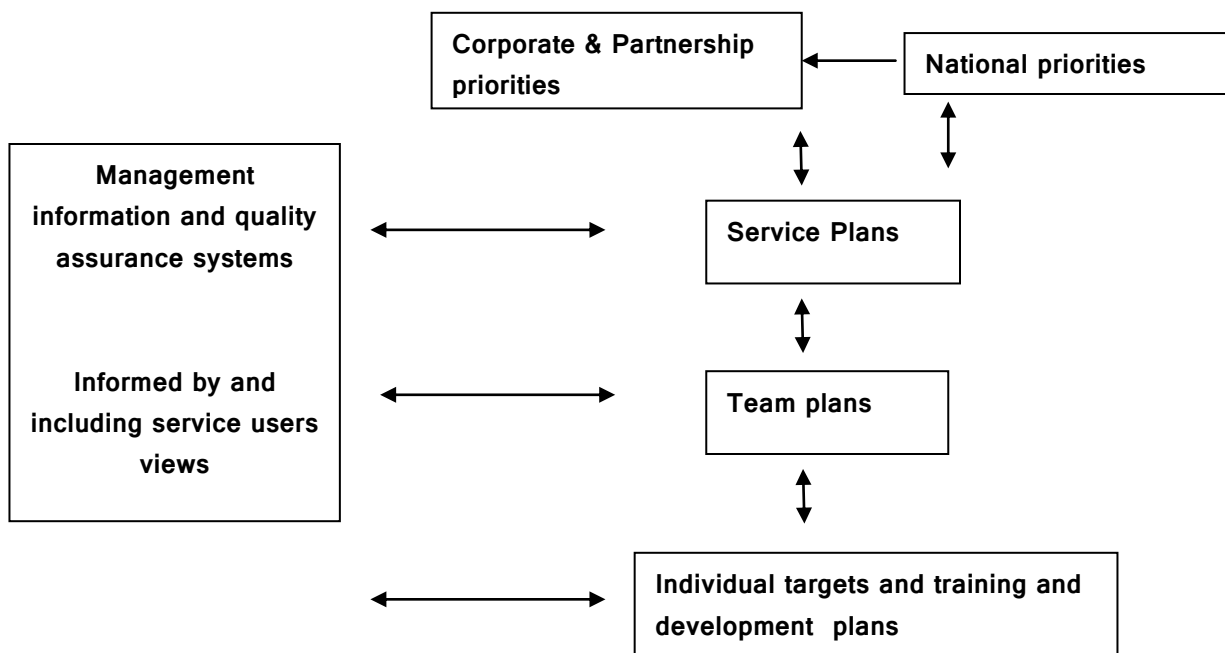 Corporate & Partnership
priorities
National priorities
Management
information and quality
assurance systems
Informed by and
including service users
views
Service Plans
Team plans
Individual targets and training and
development plans